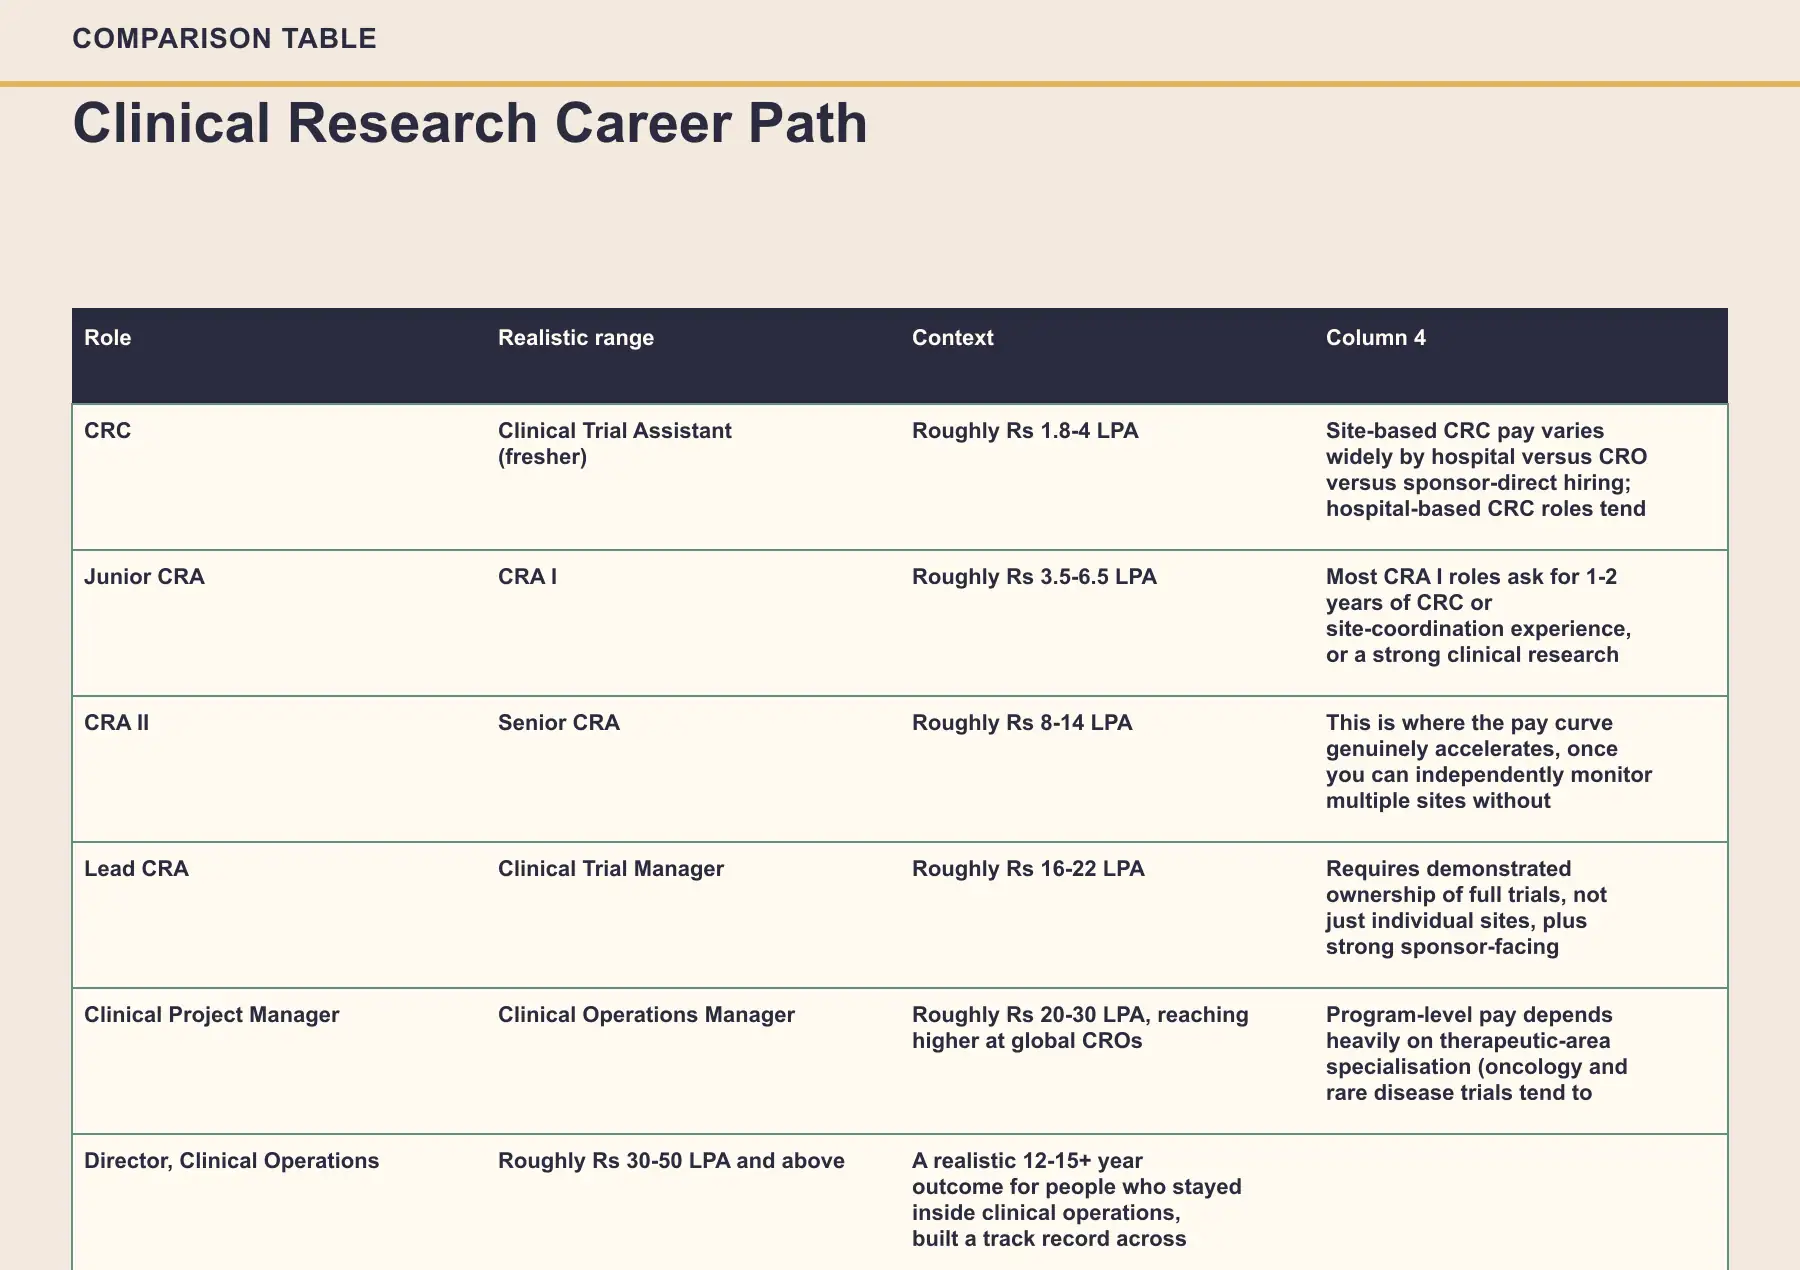 COMPARISON TABLE
Clinical Research Career Path
Role
Realistic range
Context
Column 4
CRC
Clinical Trial Assistant
(fresher)
Roughly Rs 1.8-4 LPA
Site-based CRC pay varies
widely by hospital versus CRO
versus sponsor-direct hiring;
hospital-based CRC roles tend
Junior CRA
CRA I
Roughly Rs 3.5-6.5 LPA
Most CRA I roles ask for 1-2
years of CRC or
site-coordination experience,
or a strong clinical research
CRA II
Senior CRA
Roughly Rs 8-14 LPA
This is where the pay curve
genuinely accelerates, once
you can independently monitor
multiple sites without
Lead CRA
Clinical Trial Manager
Roughly Rs 16-22 LPA
Requires demonstrated
ownership of full trials, not
just individual sites, plus
strong sponsor-facing
Clinical Project Manager
Clinical Operations Manager
Roughly Rs 20-30 LPA, reaching
higher at global CROs
Program-level pay depends
heavily on therapeutic-area
specialisation (oncology and
rare disease trials tend to
Director, Clinical Operations
Roughly Rs 30-50 LPA and above
A realistic 12-15+ year
outcome for people who stayed
inside clinical operations,
built a track record across